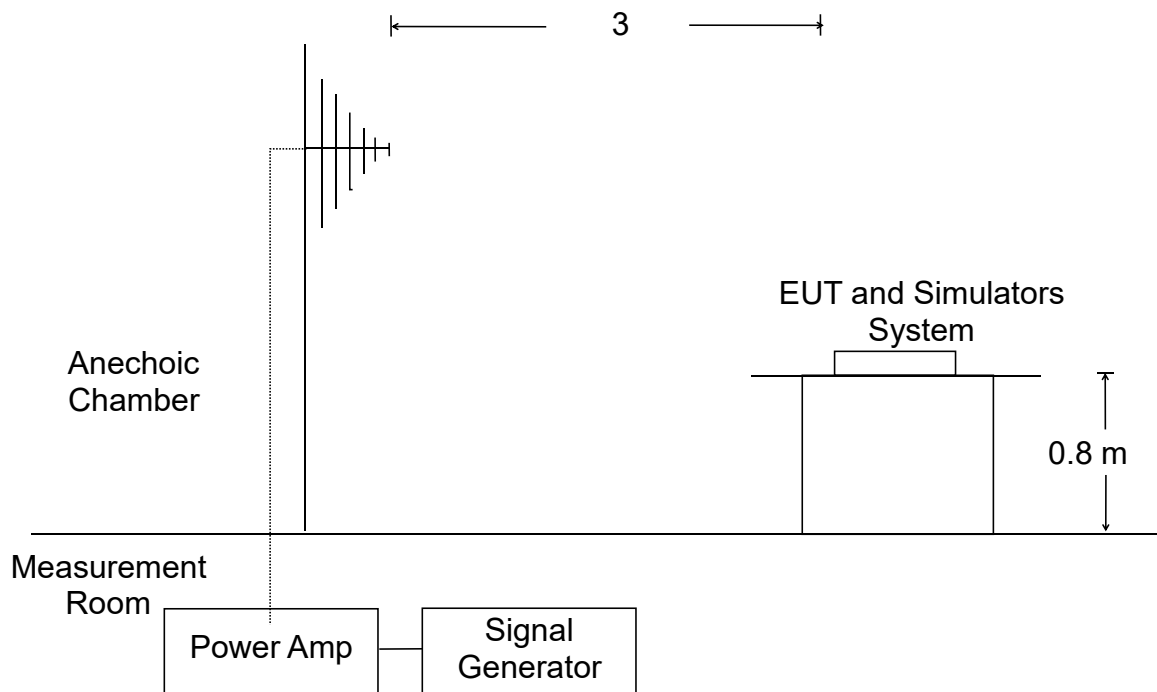 3
EUT and Simulators
System
Anechoic
Chamber
0.8 m
Measurement
Room
Power Amp
Signal
Generator